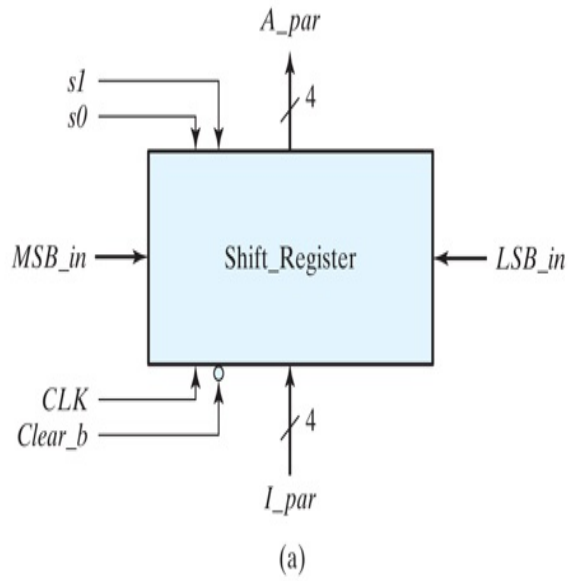 A_par
s1
4
s0
MSB_in
Shift_Register
LSB_in
CLK
Clear_b
4
I_par
(a)